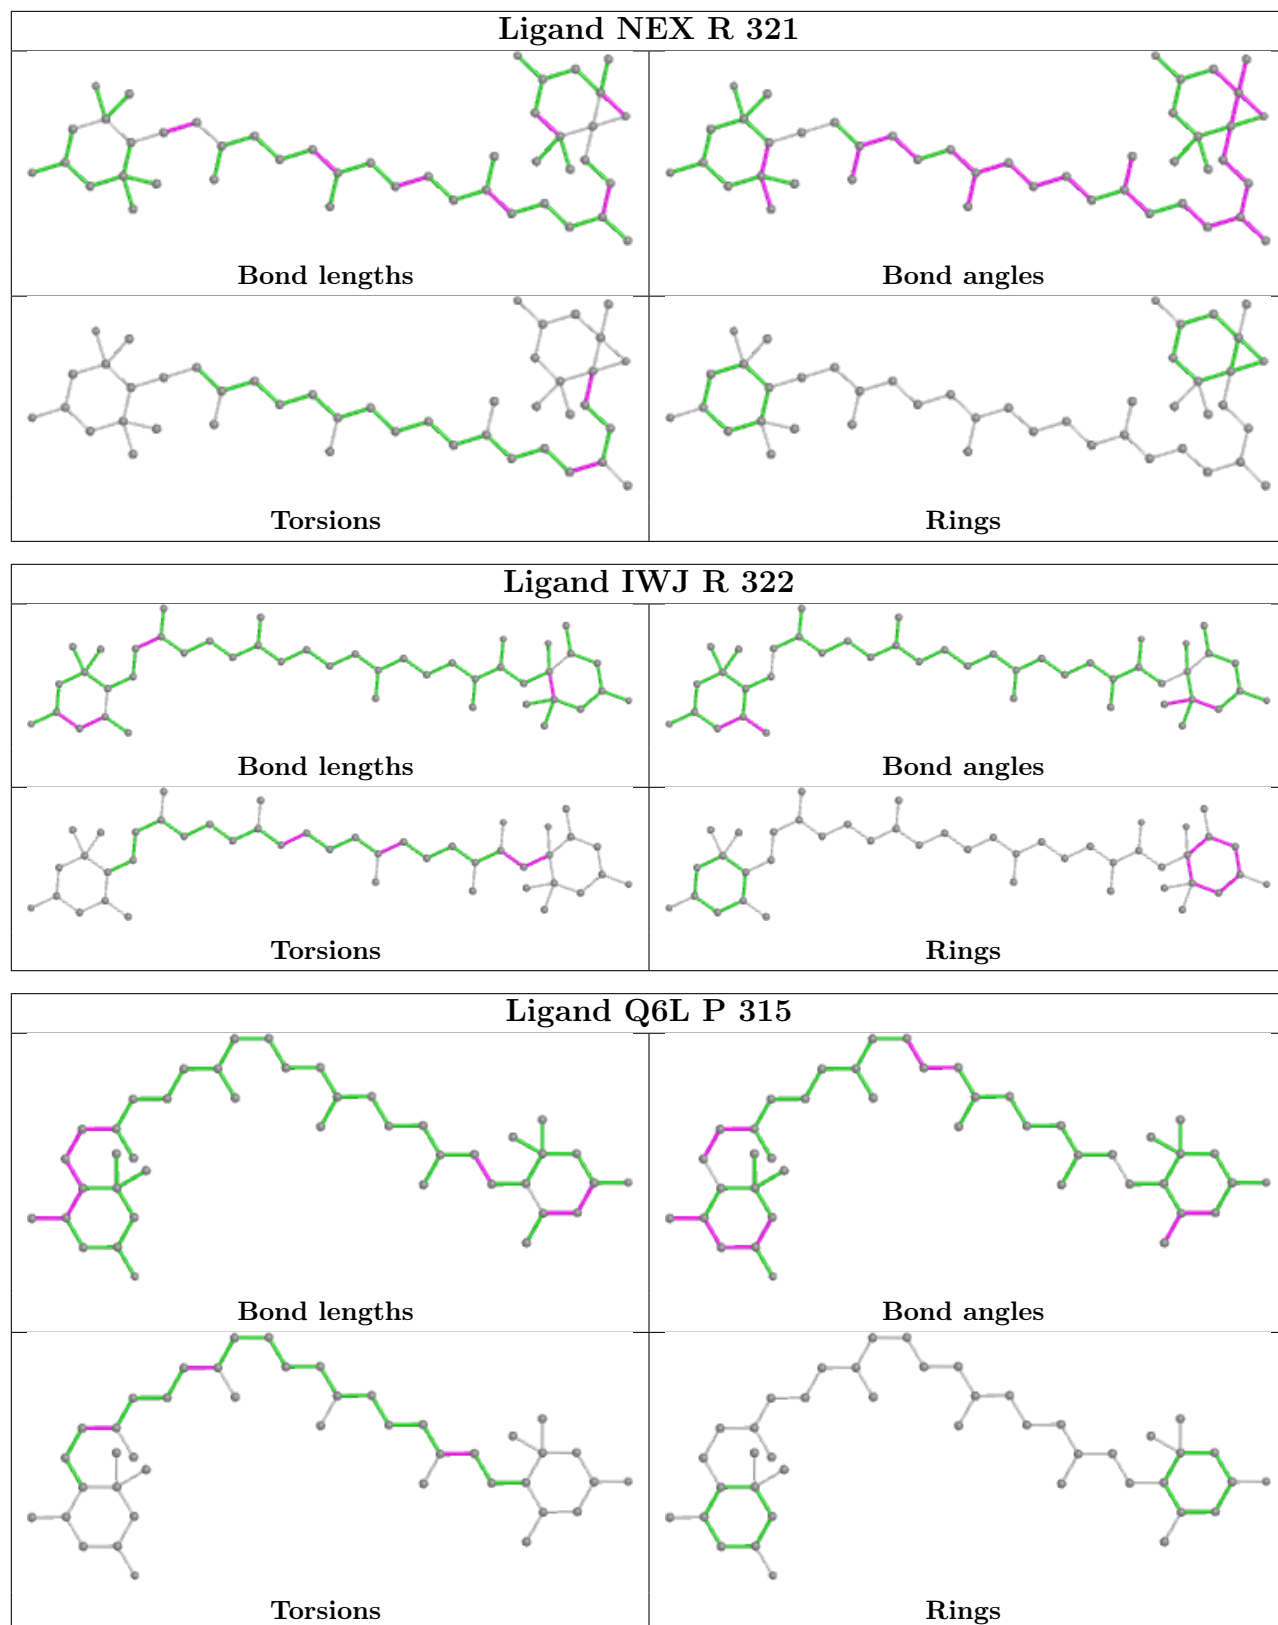 Ligand NEX R 321
Bond lengths
Bond angles
Torsions
Rings
Ligand IWJ R 322
Bond lengths
Bond angles
Torsions
Rings
Ligand Q6L P 315
Bond lengths
Bond angles
Torsions
Rings